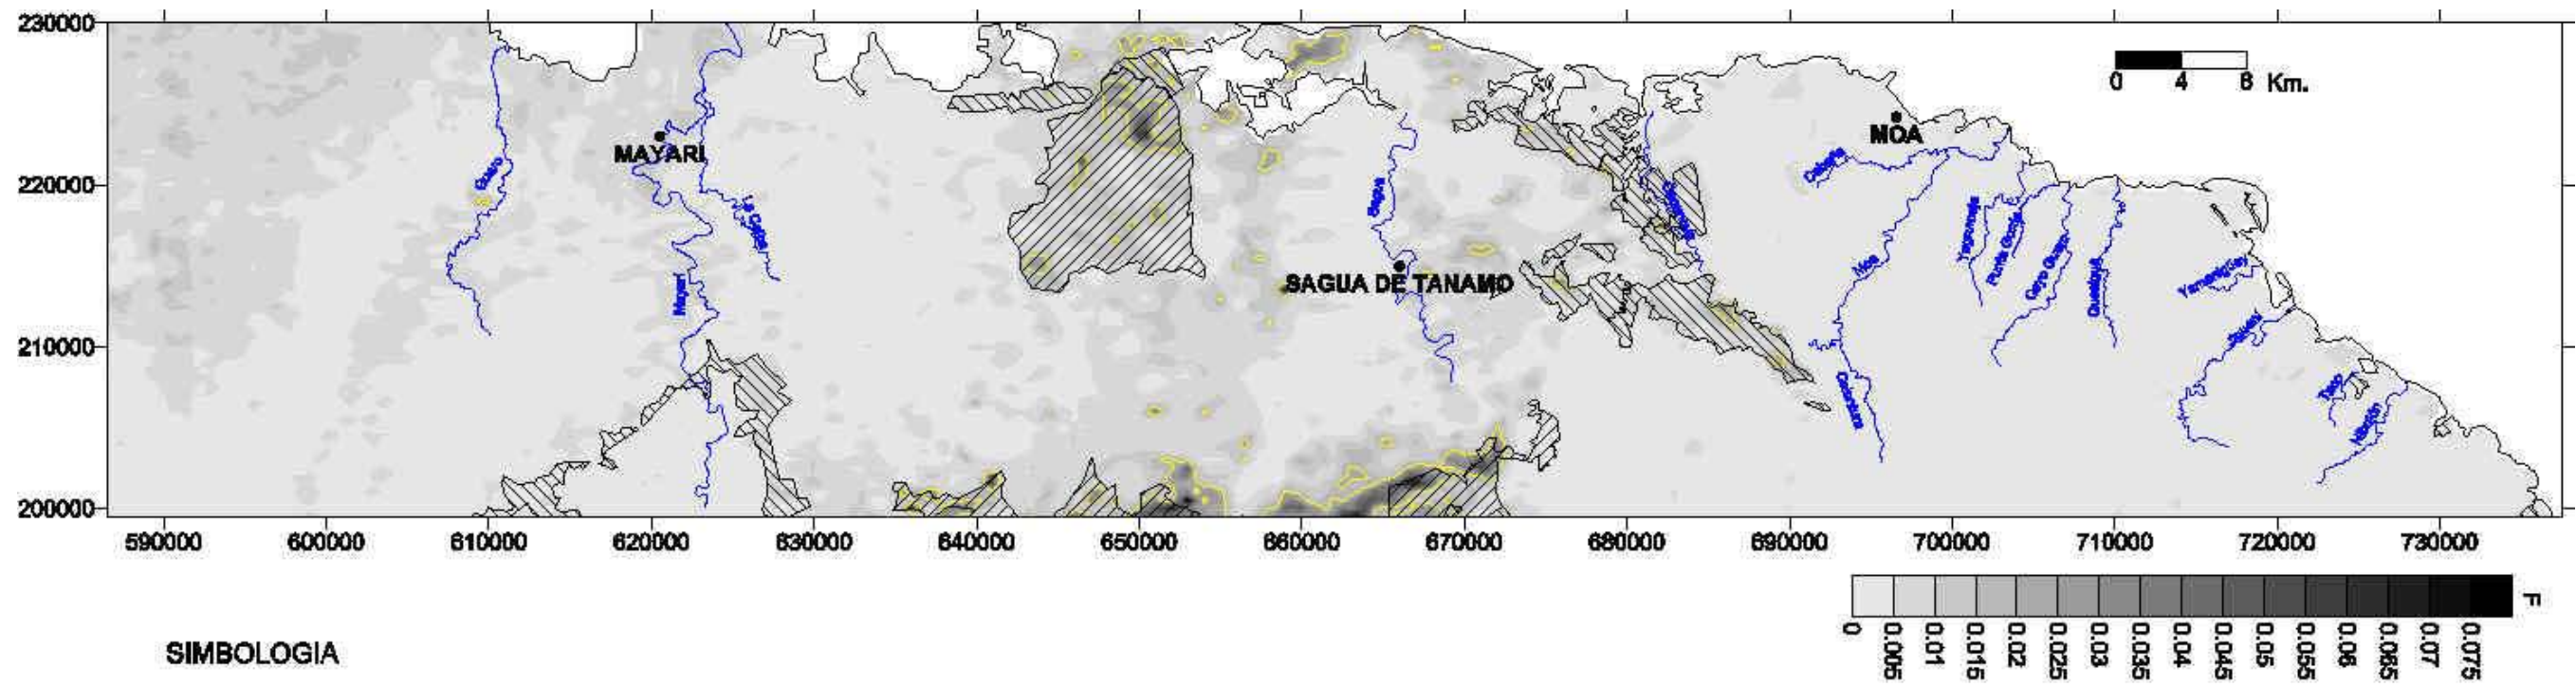 230000
220000
210000
200000
MAYARI
SAGUA DE TANAMO
MOA
0 4 8 Km.
Guaro
La Ceiba
Mayari
Sagua
Cabaña
Moa
Yagrumaje
Punta Gorda
Cayo Guam
Quesigua
Yamanigüey
Jiguani
Taco
Nibujón
590000 600000 610000 620000 630000 640000 650000 660000 670000 680000 690000 700000 710000 720000 730000
F
0 0.005 0.01 0.015 0.02 0.025 0.03 0.035 0.04 0.045 0.05 0.055 0.06 0.065 0.07 0.075
SIMBOLOGIA